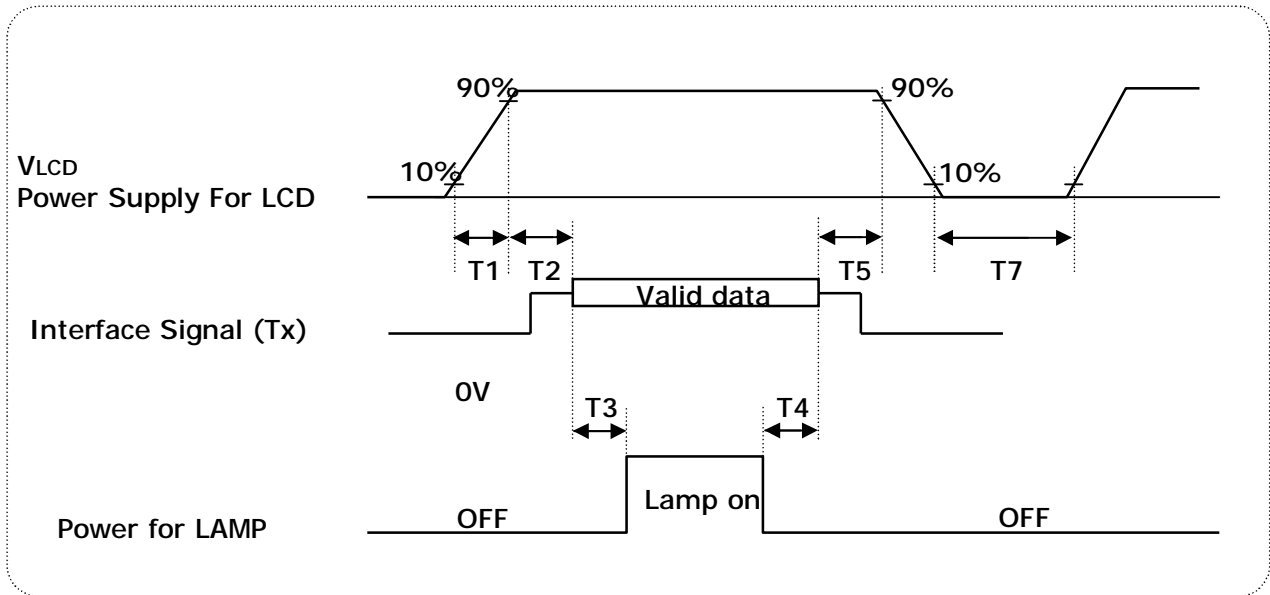 90%
90%
VLCD
10%
10%
Power Supply For LCD
T1
T2
T5
T7
Valid data
Interface Signal (Tx)
0V
T3
T4
Lamp on
Power for LAMP
OFF
OFF